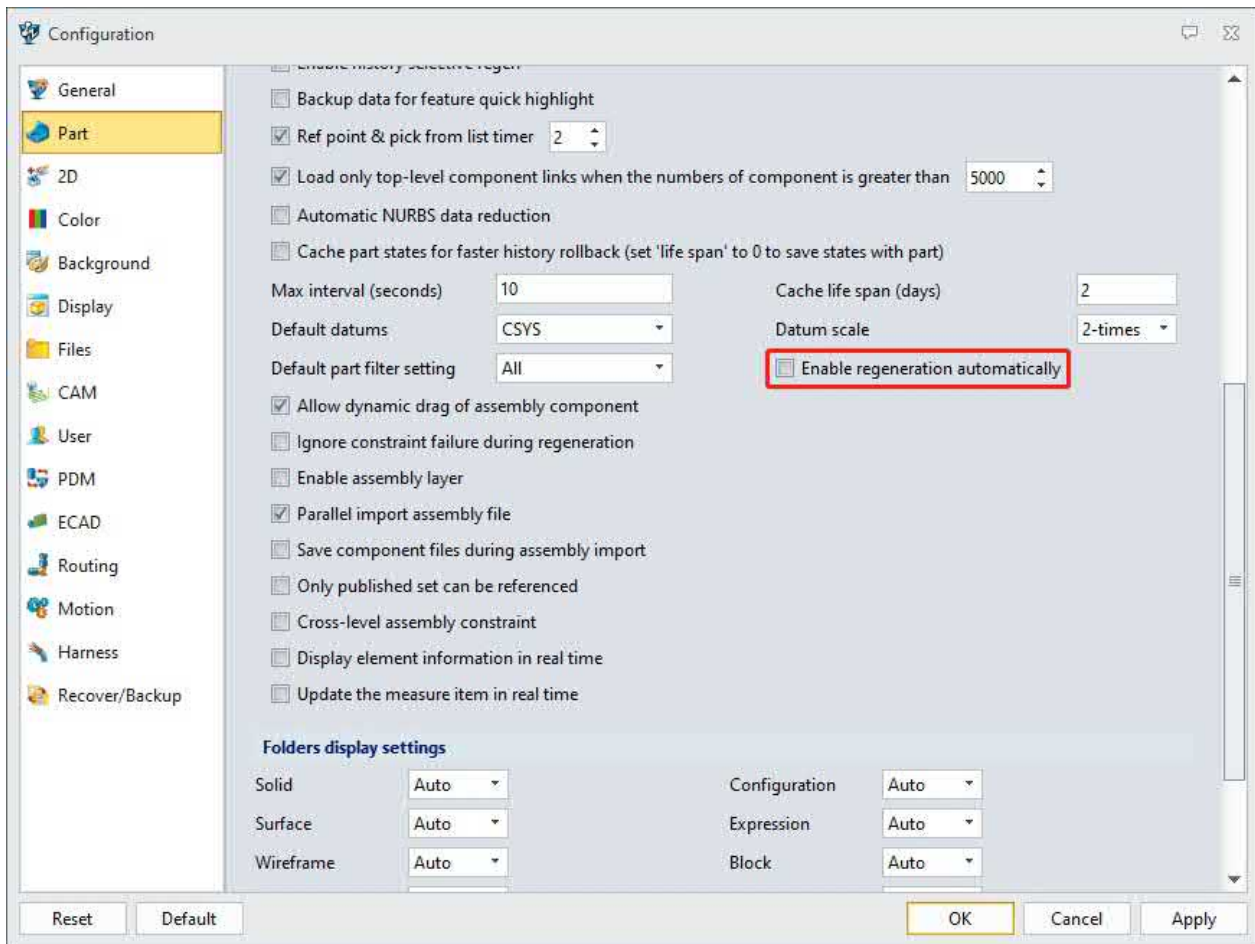 Configuration
General
Part
2D
Color
Background
Display
Files
CAM
User
PDM
ECAD
Routing
Motion
Harness
Recover/Backup
Enable history selective regen
Backup data for feature quick highlight
Ref point & pick from list timer 2
Load only top-level component links when the numbers of component is greater than 5000
Automatic NURBS data reduction
Cache part states for faster history rollback (set 'life span' to 0 to save states with part)
Max interval (seconds) 10 Cache life span (days) 2
Default datums CSYS Datum scale 2-times
Default part filter setting All Enable regeneration automatically
Allow dynamic drag of assembly component
Ignore constraint failure during regeneration
Enable assembly layer
Parallel import assembly file
Save component files during assembly import
Only published set can be referenced
Cross-level assembly constraint
Display element information in real time
Update the measure item in real time
Folders display settings
Solid Auto Configuration Auto
Surface Auto Expression Auto
Wireframe Auto Block Auto
Reset Default OK Cancel Apply